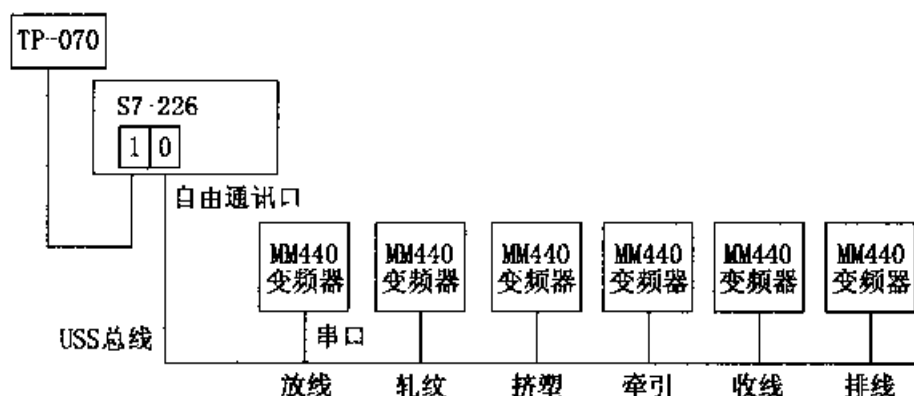 TP-070
S7-226
1 0
自由通讯口
MM440 MM440 MM440 MM440 MM440 MM440
变频器 变频器 变频器 变频器 变频器 变频器
USS总线 串口
放线 轧纹 挤塑 牵引 收线 排线